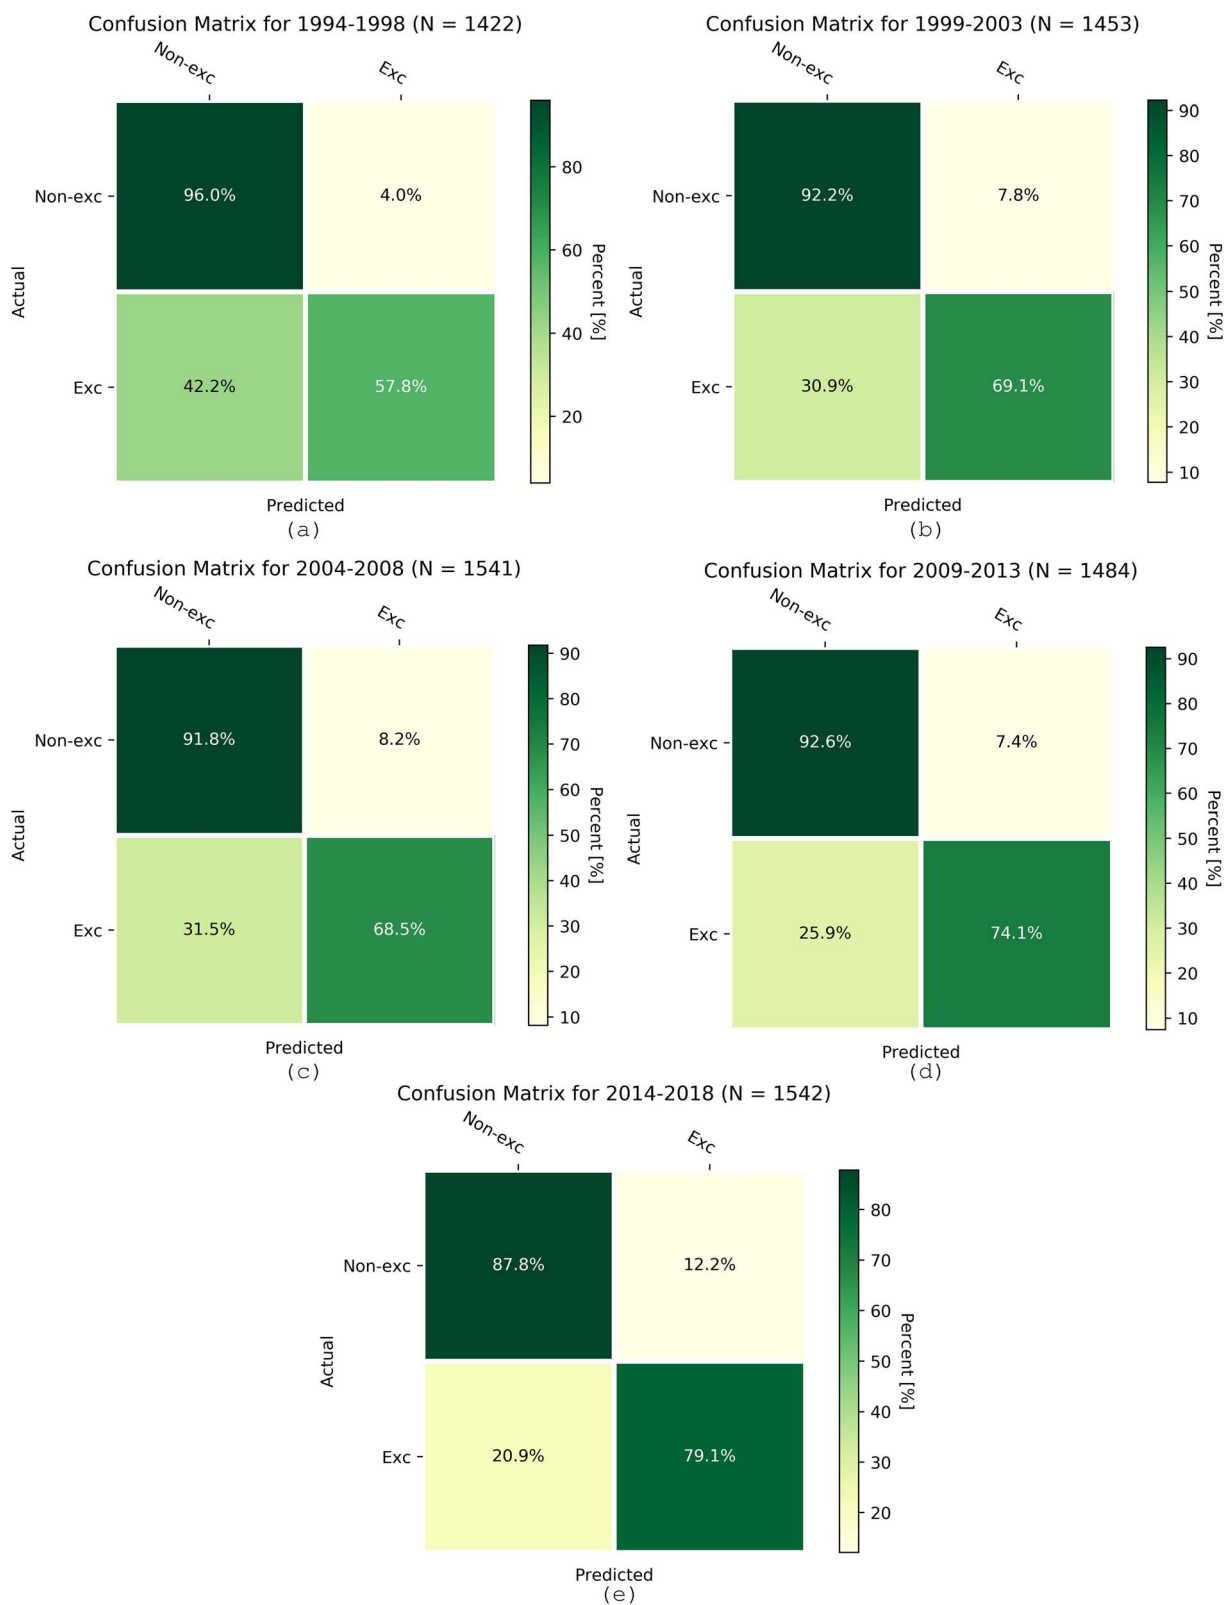 Confusion Matrix for 1994-1998 (N = 1422)
Non-exc
Exc
Non-exc
96.0%
4.0%
Exc
42.2%
57.8%
Actual
Predicted
80
60
40
20
Percent [%]
(a)
Confusion Matrix for 1999-2003 (N = 1453)
Non-exc
Exc
Non-exc
92.2%
7.8%
Exc
30.9%
69.1%
Actual
Predicted
90
80
70
60
50
40
30
20
10
Percent [%]
(b)
Confusion Matrix for 2004-2008 (N = 1541)
Non-exc
Exc
Non-exc
91.8%
8.2%
Exc
31.5%
68.5%
Actual
Predicted
90
80
70
60
50
40
30
20
10
Percent [%]
(c)
Confusion Matrix for 2009-2013 (N = 1484)
Non-exc
Exc
Non-exc
92.6%
7.4%
Exc
25.9%
74.1%
Actual
Predicted
90
80
70
60
50
40
30
20
10
Percent [%]
(d)
Confusion Matrix for 2014-2018 (N = 1542)
Non-exc
Exc
Non-exc
87.8%
12.2%
Exc
20.9%
79.1%
Actual
Predicted
80
70
60
50
40
30
20
Percent [%]
(e)